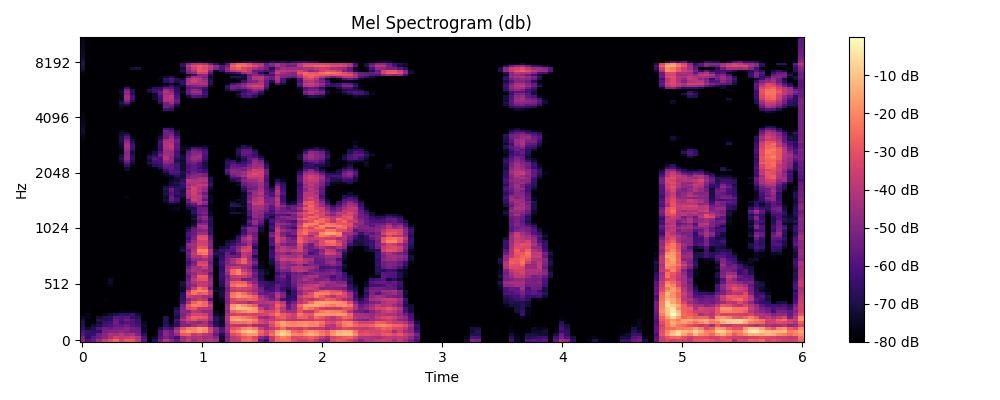 Mel Spectrogram (db)
Hz
8192
4096
2048
1024
512
0
0 1 2 3 4 5 6
Time
-10 dB
-20 dB
-30 dB
-40 dB
-50 dB
-60 dB
-70 dB
-80 dB